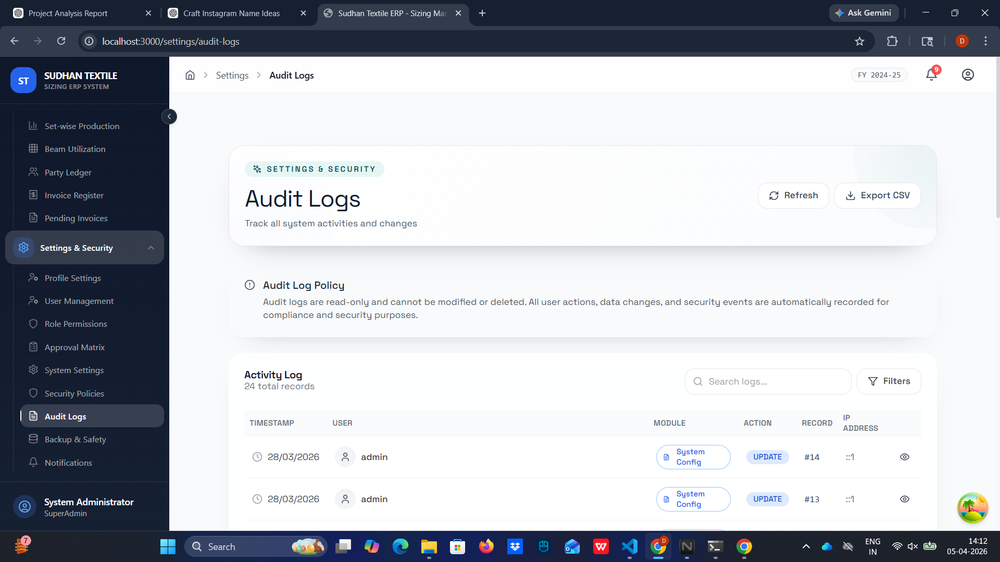 Project Analysis Report
Craft Instagram Name Ideas
Sudhan Textile ERP - Sizing Mar
Ask Gemini
localhost:3000/settings/audit-logs
D
ST
SUDHAN TEXTILE
SIZING ERP SYSTEM
Set-wise Production
Beam Utilization
Party Ledger
Invoice Register
Pending Invoices
Settings & Security
Profile Settings
User Management
Role Permissions
Approval Matrix
System Settings
Security Policies
Audit Logs
Backup & Safety
Notifications
System Administrator
SuperAdmin
Settings
Audit Logs
FY 2024-25
9
SETTINGS & SECURITY
Audit Logs
Track all system activities and changes
Refresh
Export CSV
Audit Log Policy
Audit logs are read-only and cannot be modified or deleted. All user actions, data changes, and security events are automatically recorded for
compliance and security purposes.
Activity Log
24 total records
Search logs...
Filters
TIMESTAMP USER MODULE ACTION RECORD IP ADDRESS
28/03/2026 admin System Config UPDATE #14 ::1
28/03/2026 admin System Config UPDATE #13 ::1
7
Search
D
ENG
IN
14:12
05-04-2026